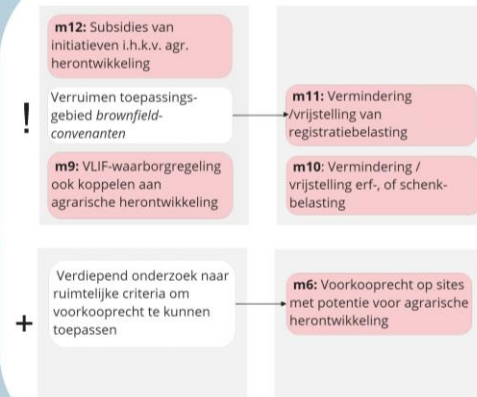 m12: Subsidies van
initiatieven i.h.k.v. agr.
herontwikkeling
!
Verruimen toepassings-
gebied brownfield-
convenanten
m9: VLIF-waarborgregeling
ook koppelen aan
agrarische herontwikkeling
m11: Vermindering
/vrijstelling van
registratiebelasting
m10: Vermindering /
vrijstelling erf-, of schenk-
belasting
+
Verdiepend onderzoek naar
ruimtelijke criteria om
voorkooprecht te kunnen
toepassen
m6: Voorkooprecht op sites
met potentie voor agrarische
herontwikkeling